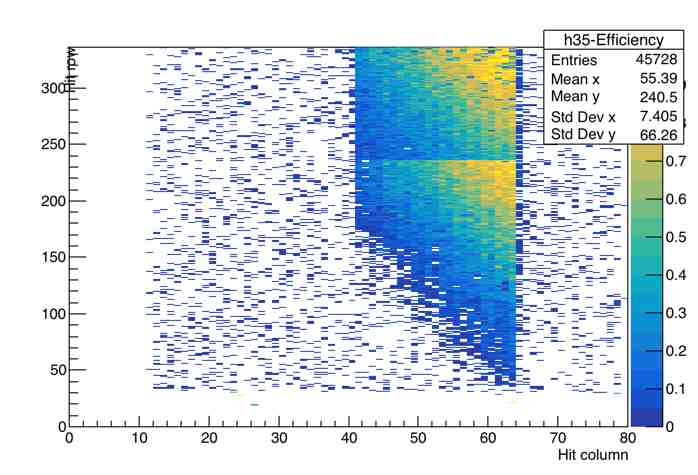 h35-Efficiency
Entries 45728
Mean x 55.39
Mean y 240.5
Std Dev x 7.405
Std Dev y 66.26
300
250
200
150
100
50
0
0 10 20 30 40 50 60 70 80
Hit column
0.7
0.6
0.5
0.4
0.3
0.2
0.1
0